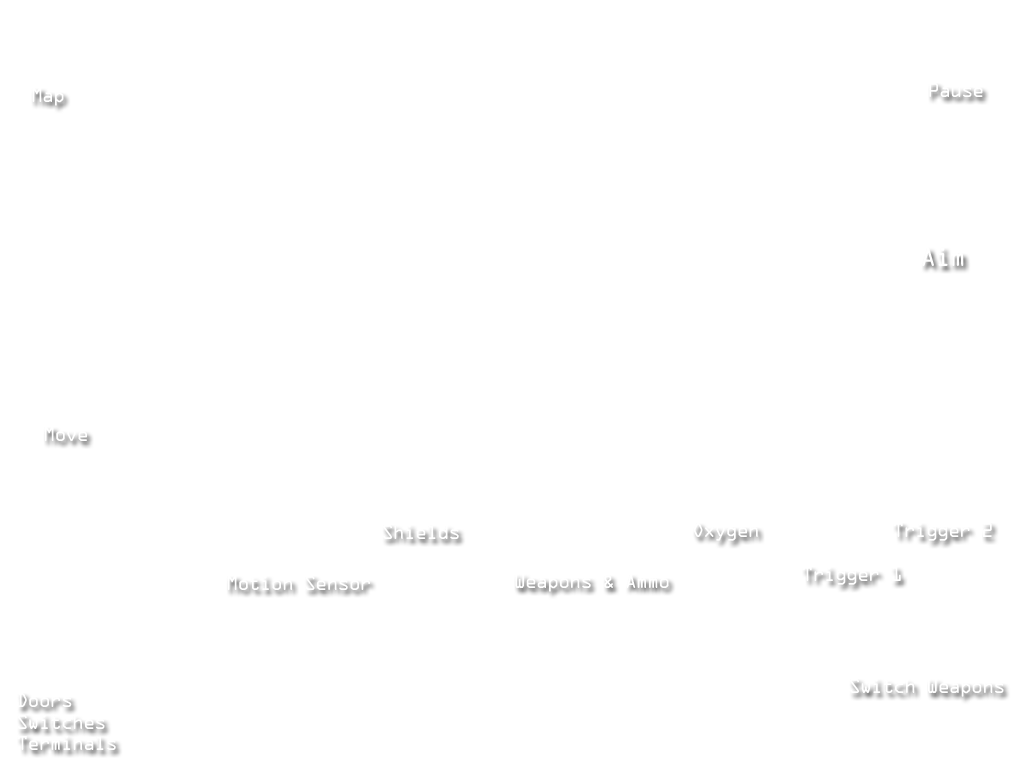 Map
Pause
Aim
Move
Shields
Oxygen
Trigger 2
Motion Sensor
Weapons & Ammo
Trigger 1
Switch Weapons
Doors
Switches
Terminals